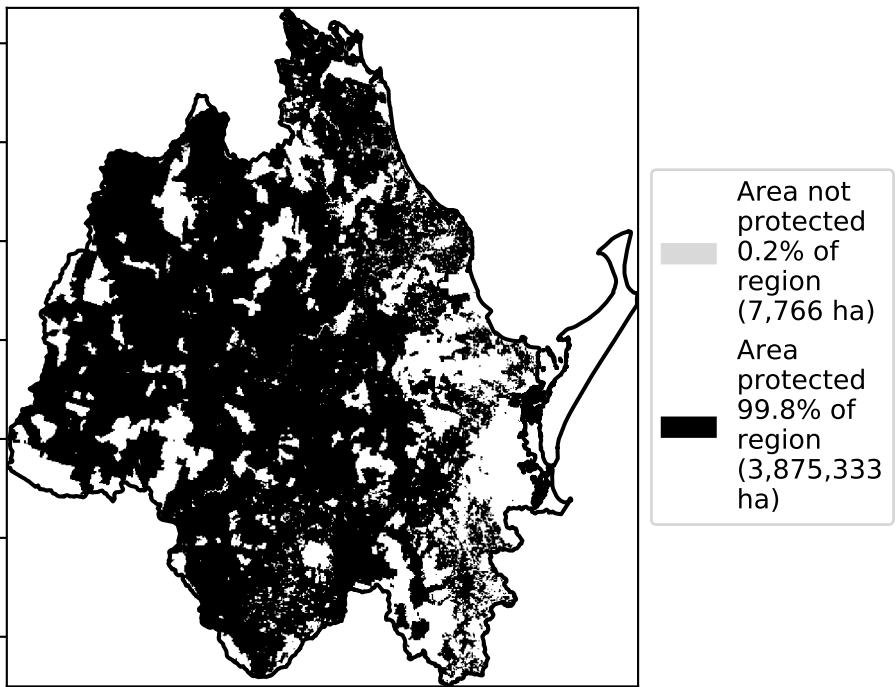 Area not
protected
0.2% of
region
(7,766 ha)
Area
protected
99.8% of
region
(3,875,333
ha)